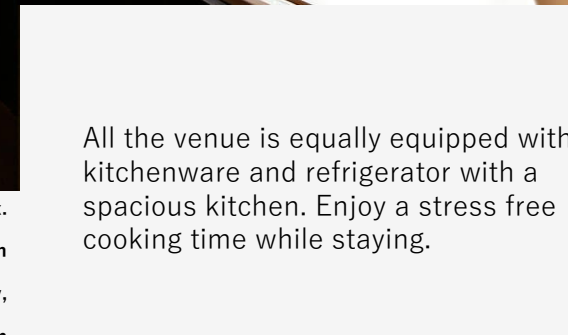 All the venue is equally equipped with
kitchenware and refrigerator with a
spacious kitchen. Enjoy a stress free
cooking time while staying.